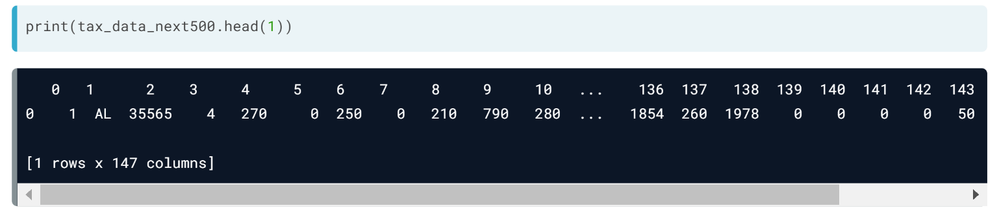 print(tax_data_next500.head(1))
0 1 2 3 4 5 6 7 8 9 10 ... 136 137 138 139 140 141 142 143
0 1 AL 35565 4 270 0 250 0 210 790 280 ... 1854 260 1978 0 0 0 0 50
[1 rows x 147 columns]